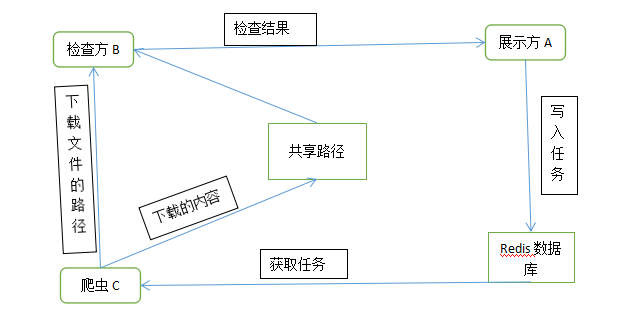 检查结果
检查方 B
展示方 A
下载文件的路径
写入任务
共享路径
下载的内容
Redis 数据
库
获取任务
爬虫 C